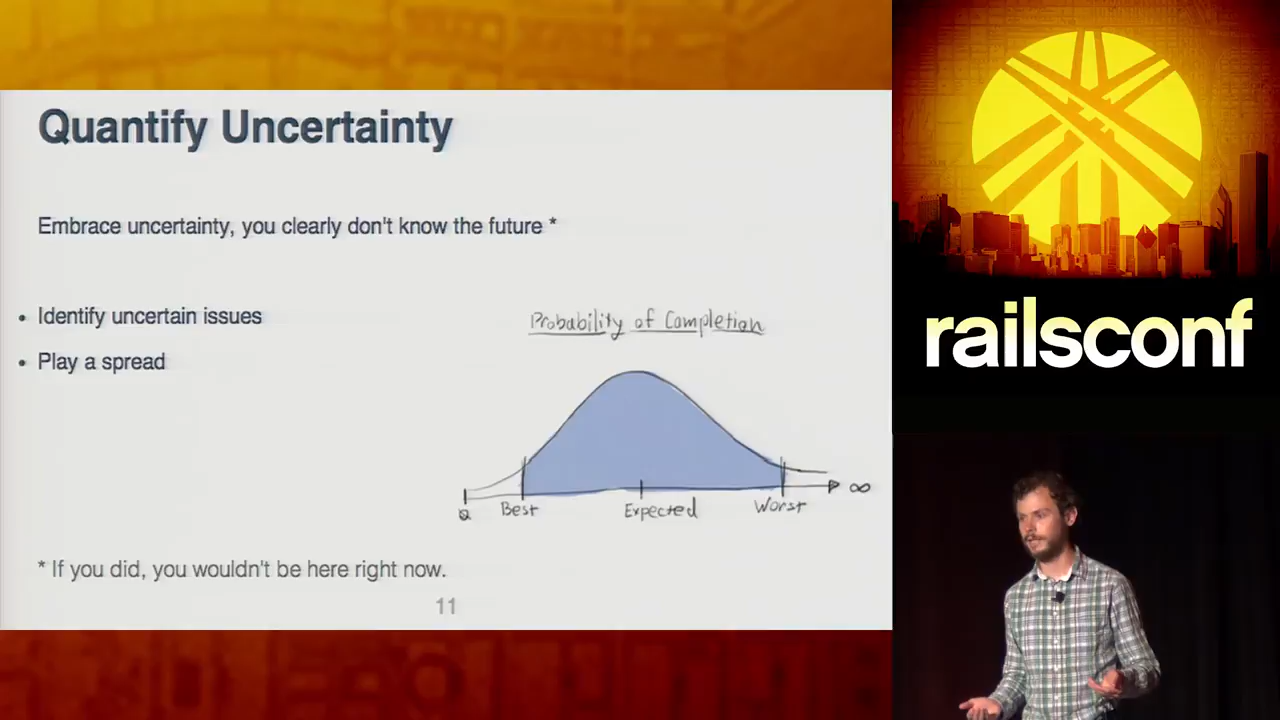 Quantify Uncertainty
Embrace uncertainty, you clearly don't know the future *
• Identify uncertain issues
• Play a spread
Probability of Completion
Best
Expected
Worst
∞
* If you did, you wouldn't be here right now.
11
railsconf